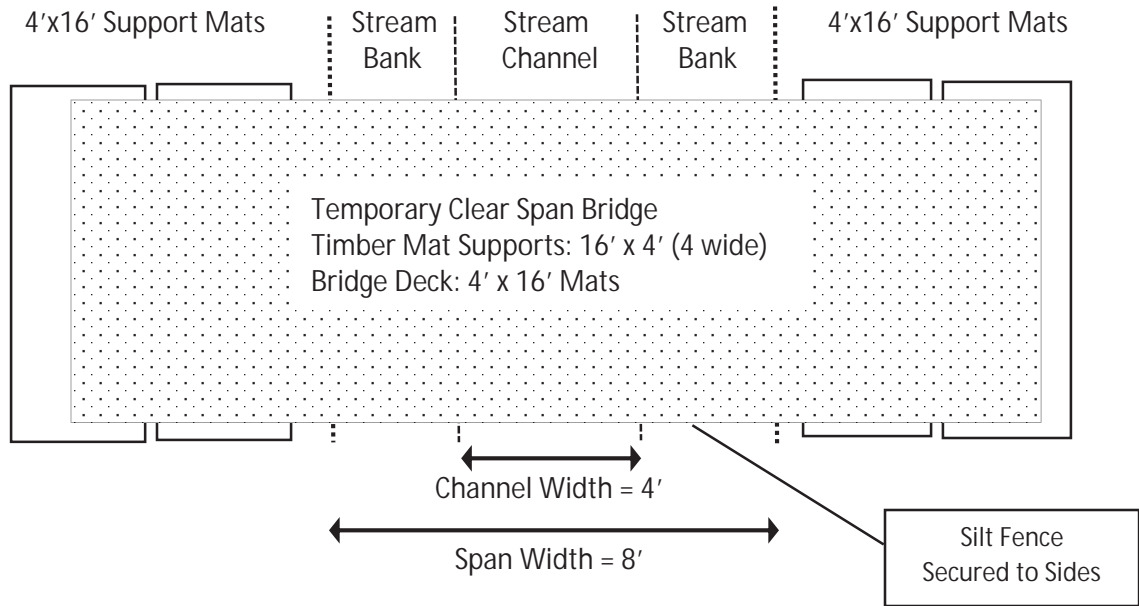 4′x16′ Support Mats
Stream
Bank
Stream
Channel
Stream
Bank
4′x16′ Support Mats
Temporary Clear Span Bridge
Timber Mat Supports: 16′ x 4′ (4 wide)
Bridge Deck: 4′ x 16′ Mats
Channel Width = 4′
Span Width = 8′
Silt Fence
Secured to Sides